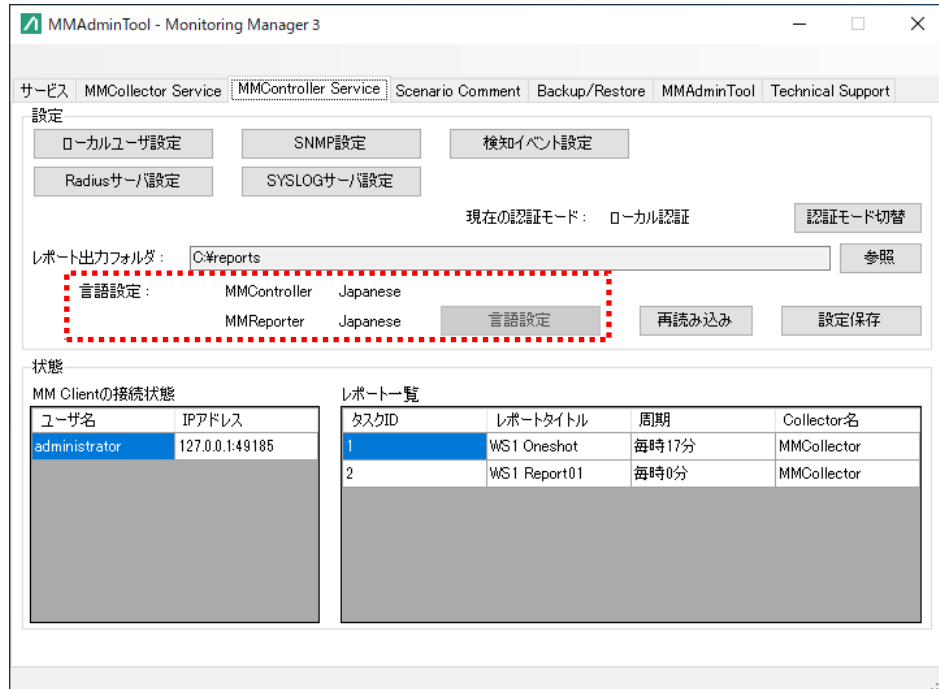 MMAdminTool - Monitoring Manager 3
サービス MMCollector Service MMController Service Scenario Comment Backup/Restore MMAdminTool Technical Support
設定
ローカルユーザ設定 SNMP設定 検知イベント設定
Radiusサーバ設定 SYSLOGサーバ設定
現在の認証モード： ローカル認証 認証モード切替
レポート出力フォルダ： C:¥reports 参照
言語設定： MMController Japanese
MMReporter Japanese 言語設定 再読み込み 設定保存
状態
MM Clientの接続状態 レポート一覧
ユーザ名 IPアドレス タスクID レポートタイトル 周期 Collector名
administrator 127.0.0.1:49185 1 WS1 Oneshot 毎時17分 MMCollector
2 WS1 Report01 毎時0分 MMCollector